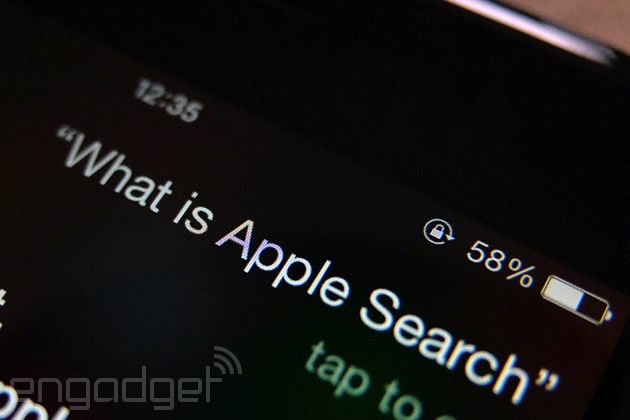 12:35
58%
“What is Apple Search”
tap to
engadget